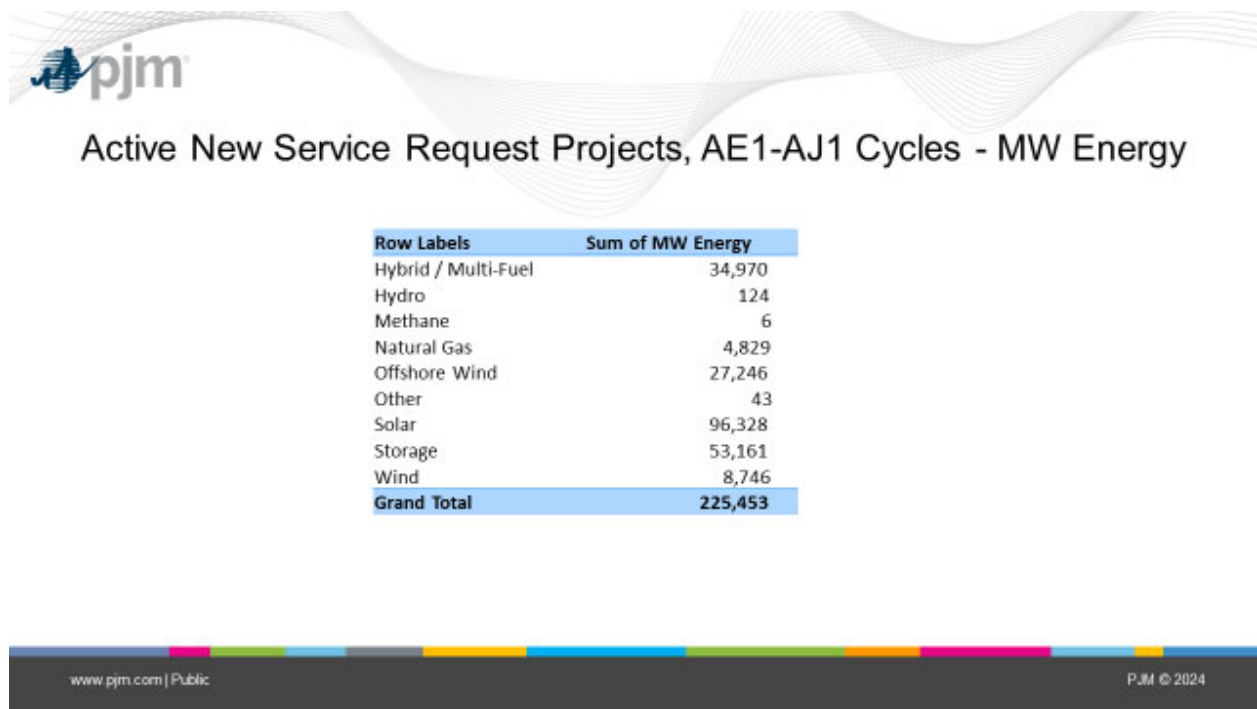 pjm
Active New Service Request Projects, AE1-AJ1 Cycles - MW Energy
Row Labels Sum of MW Energy
Hybrid / Multi-Fuel 34,970
Hydro 124
Methane 6
Natural Gas 4,829
Offshore Wind 27,246
Other 43
Solar 96,328
Storage 53,161
Wind 8,746
Grand Total 225,453
www.pjm.com | Public PJM © 2024